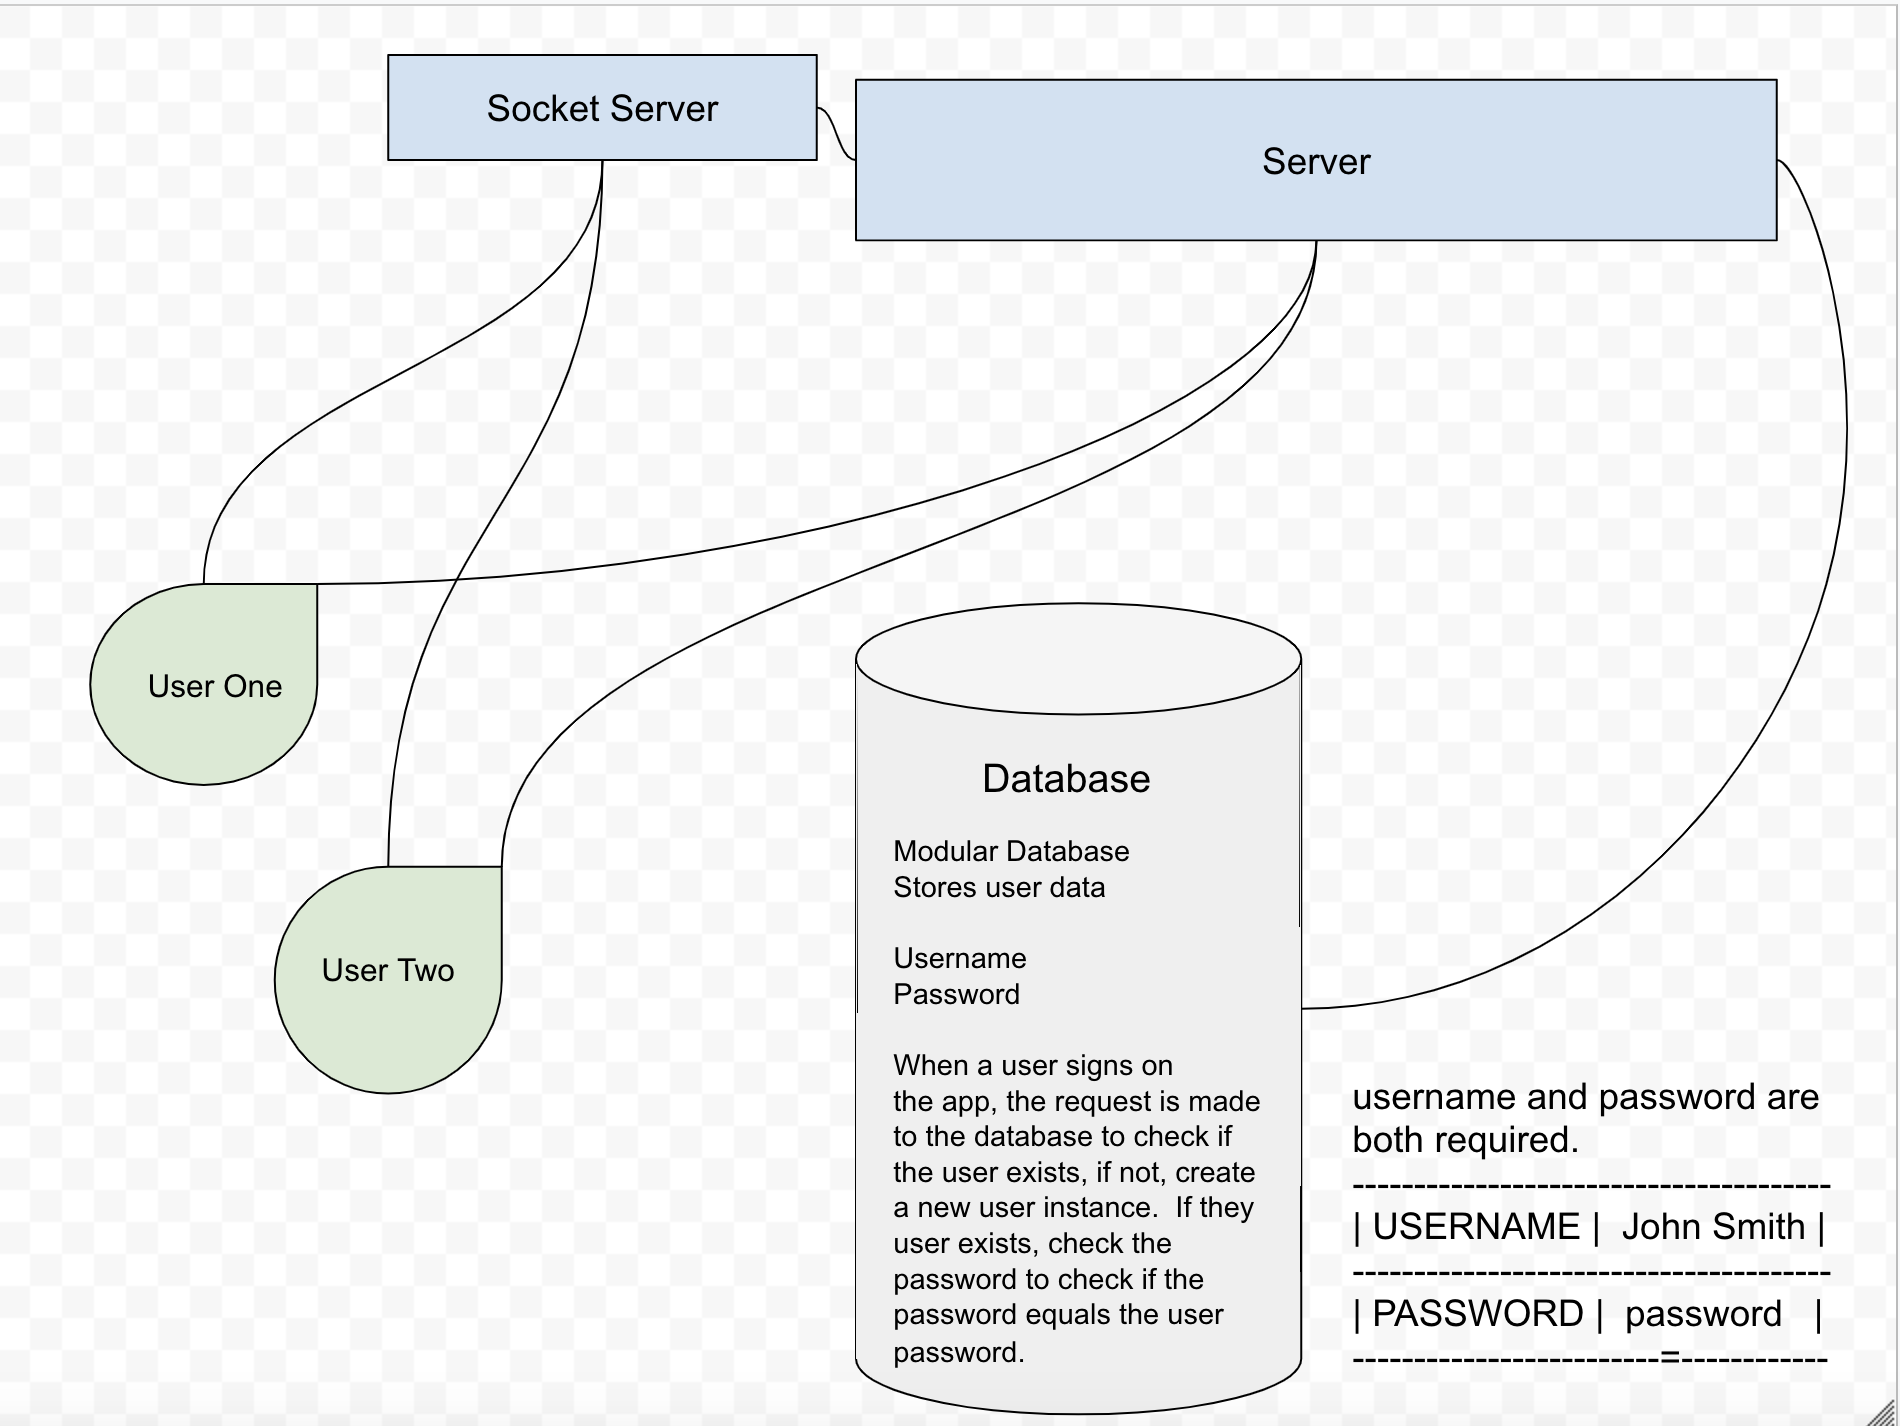 Socket Server
Server
User One
User Two
Database
Modular Database
Stores user data
Username
Password
When a user signs on
the app, the request is made
to the database to check if
the user exists, if not, create
a new user instance.  If they
user exists, check the
password to check if the
password equals the user
password.
username and password are
both required.
---------------------------------------
| USERNAME |  John Smith |
---------------------------------------
| PASSWORD |  password   |
-------------------------=------------